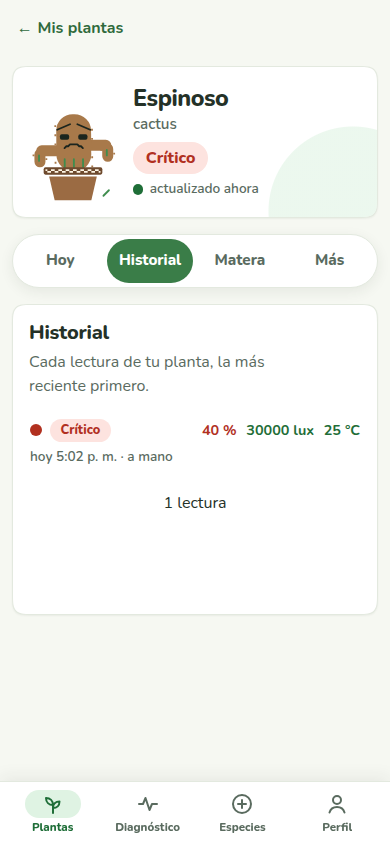 ← Mis plantas
Espinoso
cactus
Crítico
actualizado ahora
Hoy
Historial
Matera
Más
Historial
Cada lectura de tu planta, la más
reciente primero.
Crítico
40 % 30000 lux 25 °C
hoy 5:02 p. m. · a mano
1 lectura
Plantas
Diagnóstico
Especies
Perfil